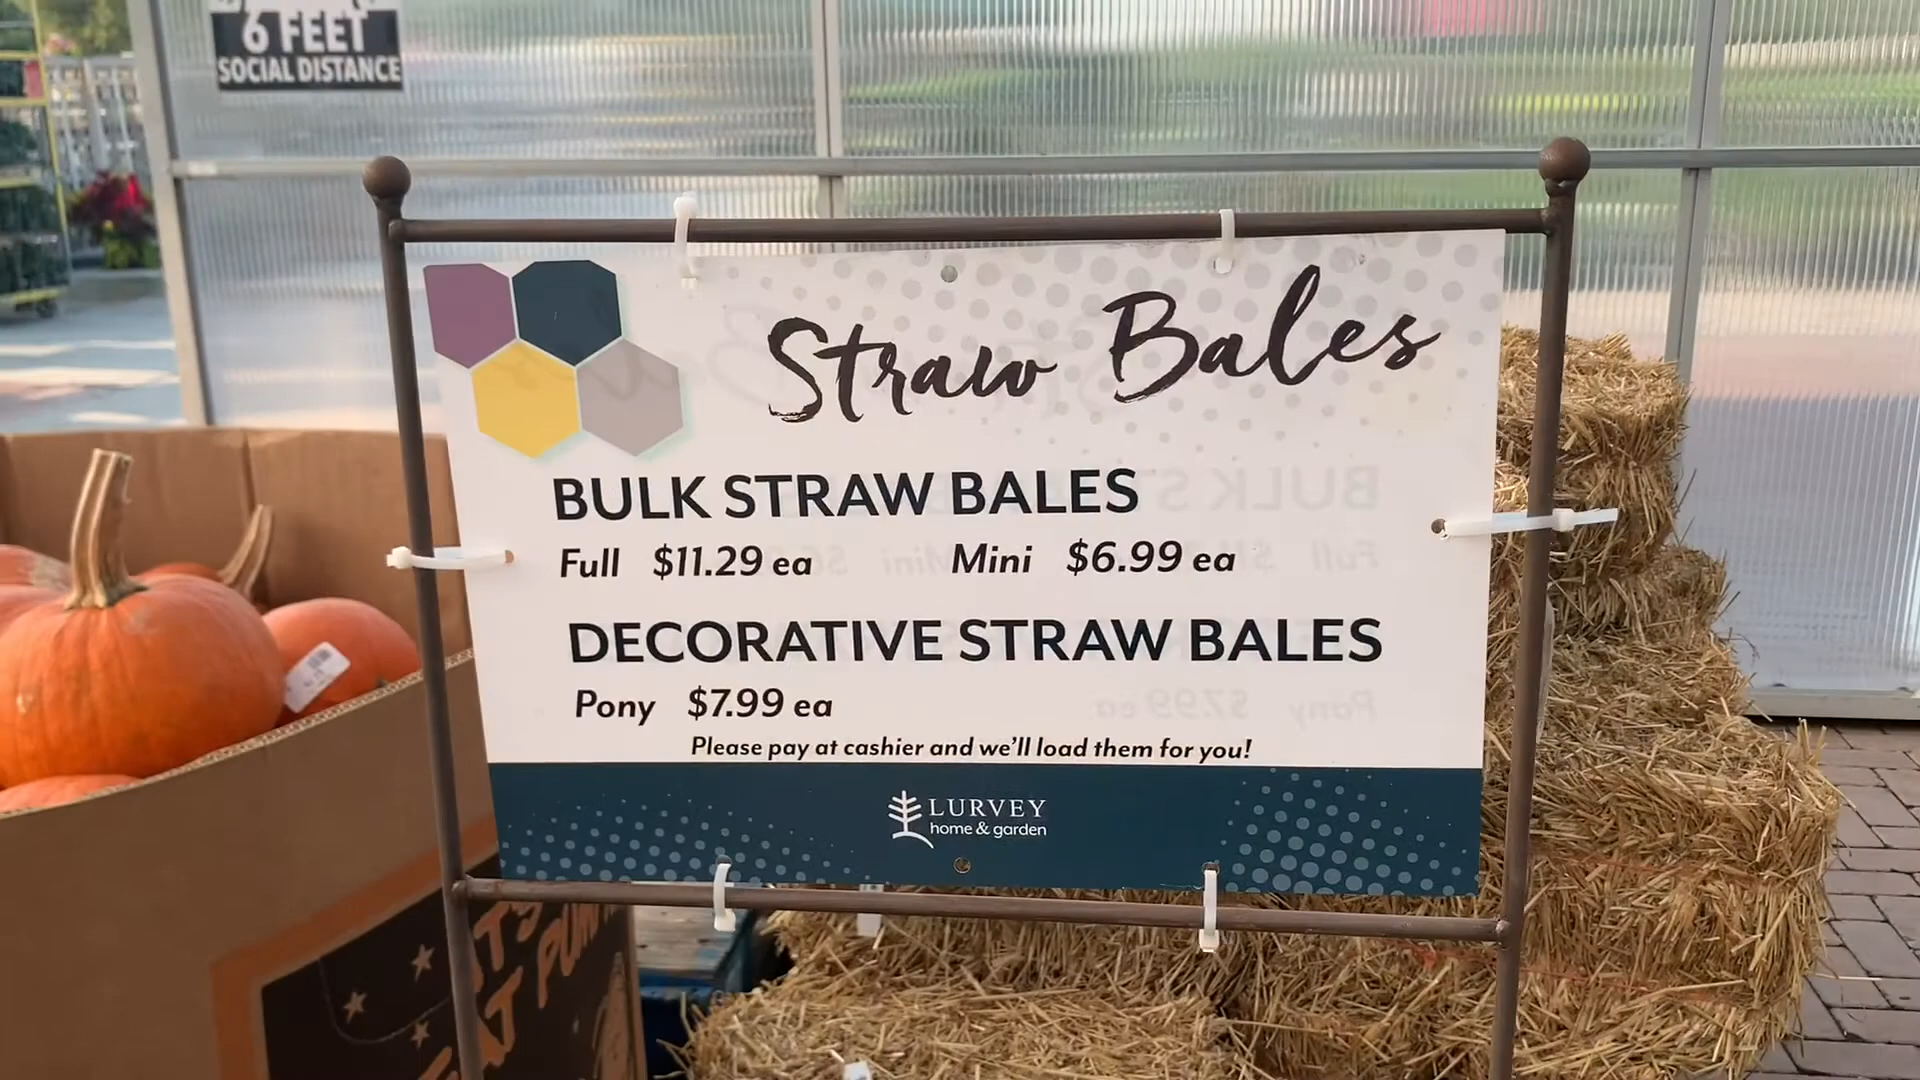 6 FEET
SOCIAL DISTANCE
Straw Bales
BULK STRAW BALES
Full $11.29 ea Mini $6.99 ea
DECORATIVE STRAW BALES
Pony $7.99 ea
Please pay at cashier and we'll load them for you!
LURVEY
home & garden